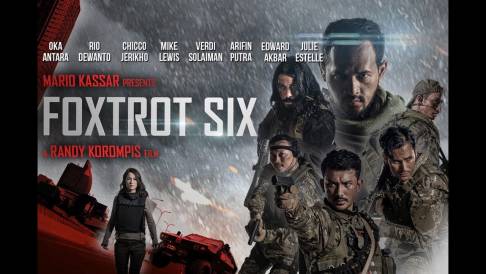 OKA RIO CHICCO MIKE VERDI ARIFIN EDWARD JULIE
ANTARA DEWANTO JERIKHO LEWIS SOLAIMAN PUTRA AKBAR ESTELLE
MARIO KASSAR PRESENTS
FOXTROT SIX
A RANDY KOROMPIS FILM